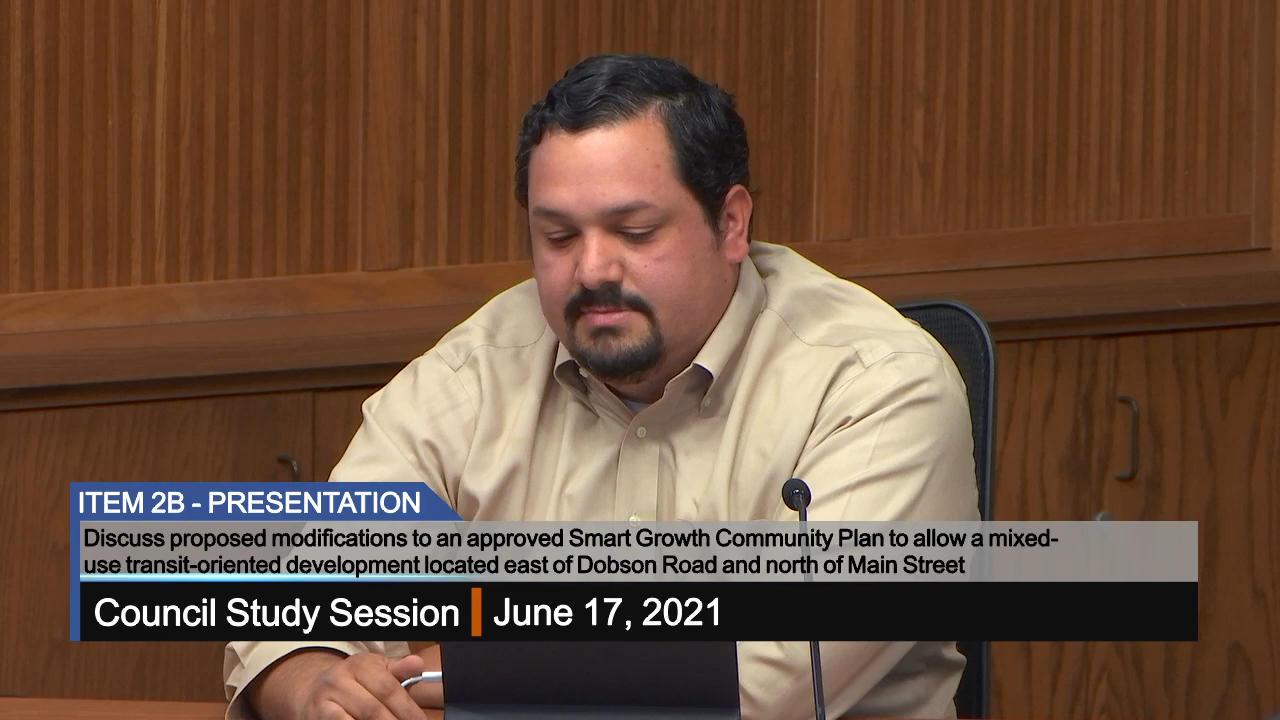 ITEM 2B - PRESENTATION
Discuss proposed modifications to an approved Smart Growth Community Plan to allow a mixed-
use transit-oriented development located east of Dobson Road and north of Main Street
Council Study Session June 17, 2021